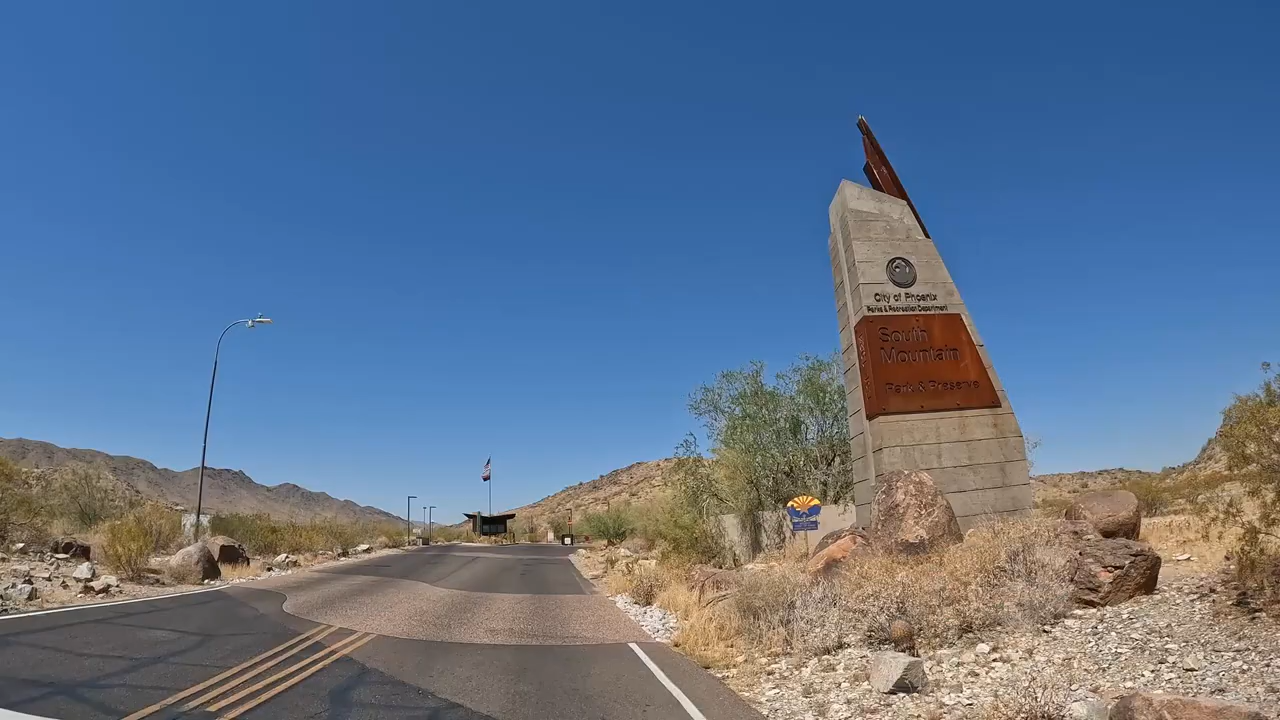 City of Phoenix
Parks & Recreation Department
South
Mountain
Park & Preserve